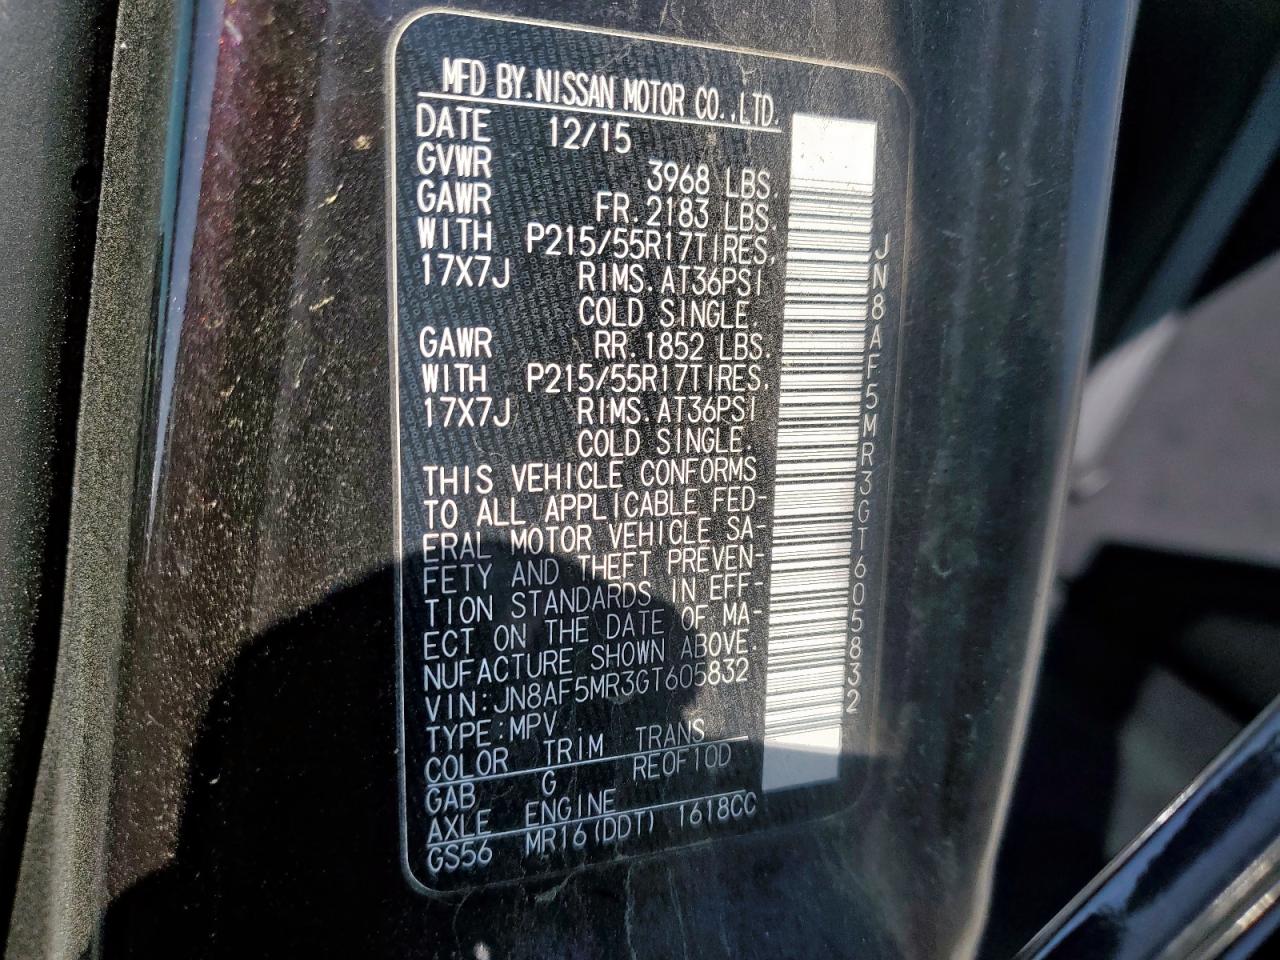 MFD BY.NISSAN MOTOR CO.,LTD.
DATE 12/15
GVWR 3968 LBS.
GAWR FR.2183 LBS.
WITH P215/55R17TIRES,
17X7J RIMS.AT36PSI
COLD SINGLE.
GAWR RR.1852 LBS.
WITH P215/55R17TIRES.
17X7J RIMS.AT36PSI
COLD SINGLE.
THIS VEHICLE CONFORMS
TO ALL APPLICABLE FED-
ERAL MOTOR VEHICLE SA-
FETY AND THEFT PREVEN-
TION STANDARDS IN EFF-
ECT ON THE DATE OF MA-
NUFACTURE SHOWN ABOVE.
VIN:JN8AF5MR3GT605832
TYPE:MPV
COLOR TRIM TRANS
GAB G RE0F10D
AXLE ENGINE
GS56 MR16(DDT) 1618CC
JN8AF5MR3GT605832